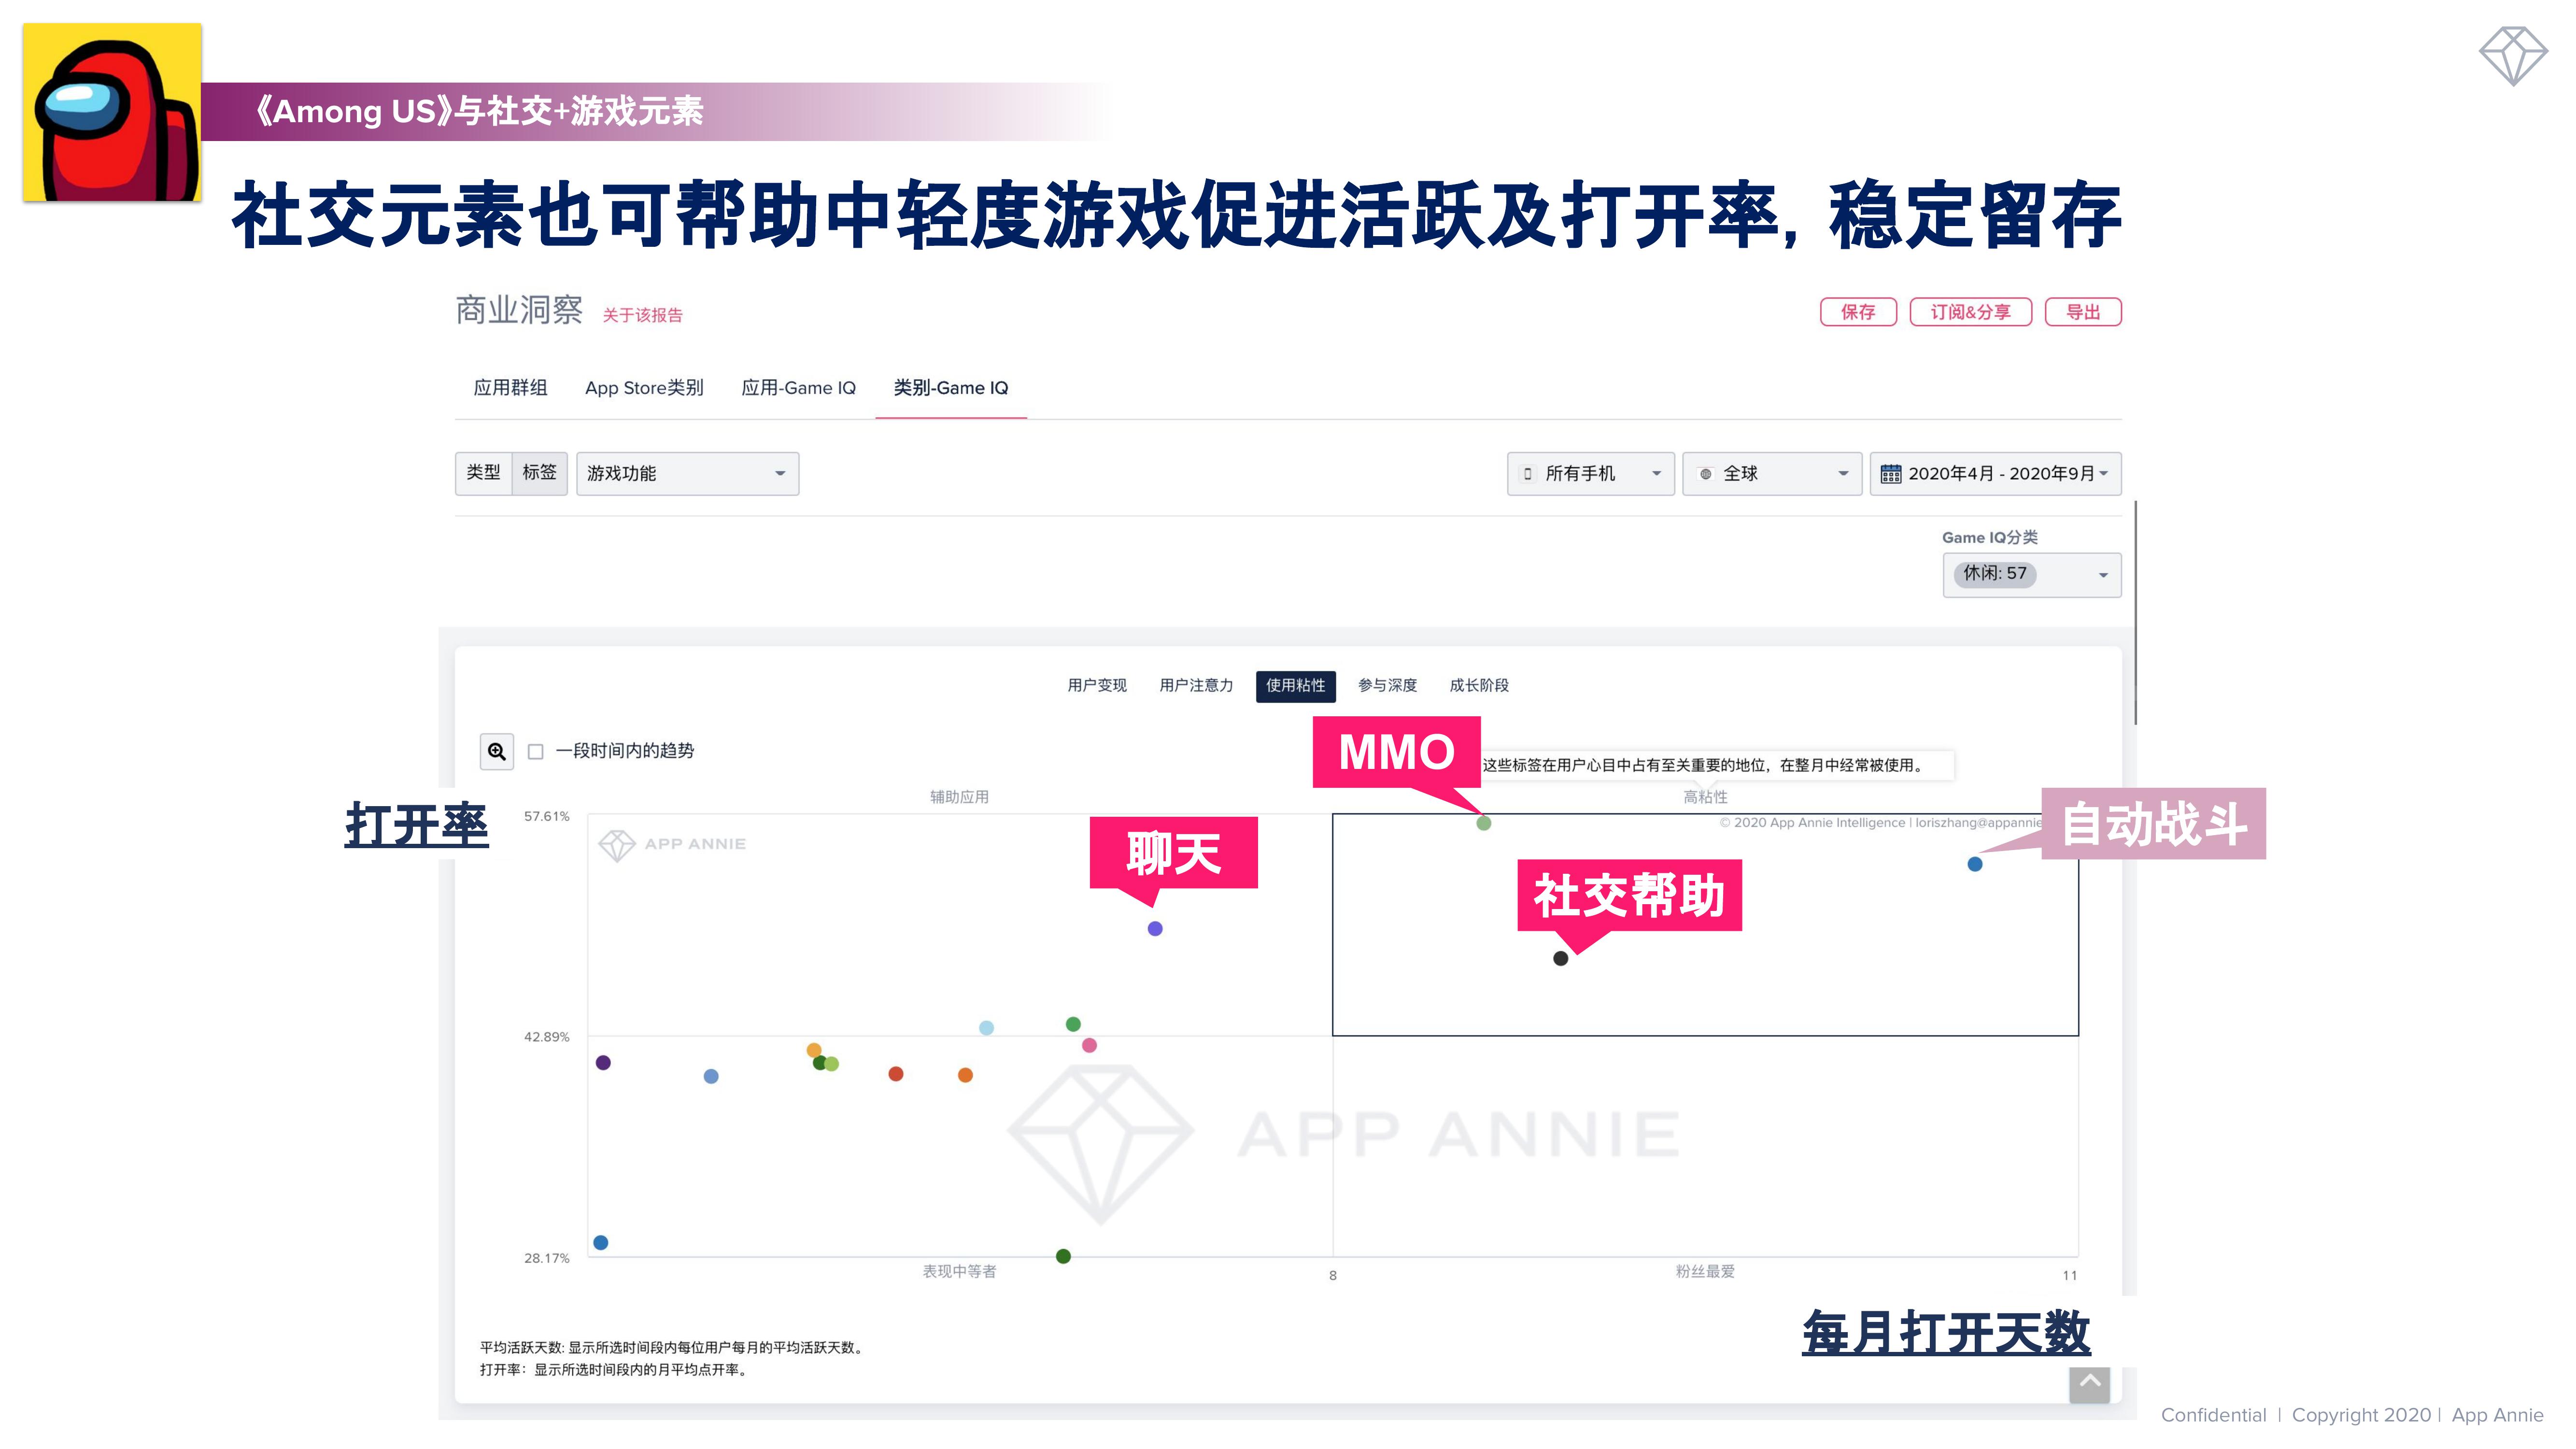 《Among US》与社交+游戏元素
社交元素也可帮助中轻度游戏促进活跃及打开率, 稳定留存
商业洞察 关于该报告
保存 订阅&分享 导出
应用群组 App Store类别 应用-Game IQ 类别-Game IQ
类型 标签 游戏功能
所有手机 全球 2020年4月 - 2020年9月
Game IQ分类
休闲: 57
用户变现 用户注意力 使用粘性 参与深度 成长阶段
一段时间内的趋势
MMO
这些标签在用户心目中占有至关重要的地位，在整月中经常被使用。
辅助应用 高粘性
打开率
57.61%
APP ANNIE
© 2020 App Annie Intelligence | loriszhang@appannie
自动战斗
聊天
社交帮助
42.89%
APP ANNIE
28.17%
表现中等者 8 粉丝最爱 11
每月打开天数
平均活跃天数: 显示所选时间段内每位用户每月的平均活跃天数。
打开率：显示所选时间段内的月平均点开率。
Confidential | Copyright 2020 | App Annie